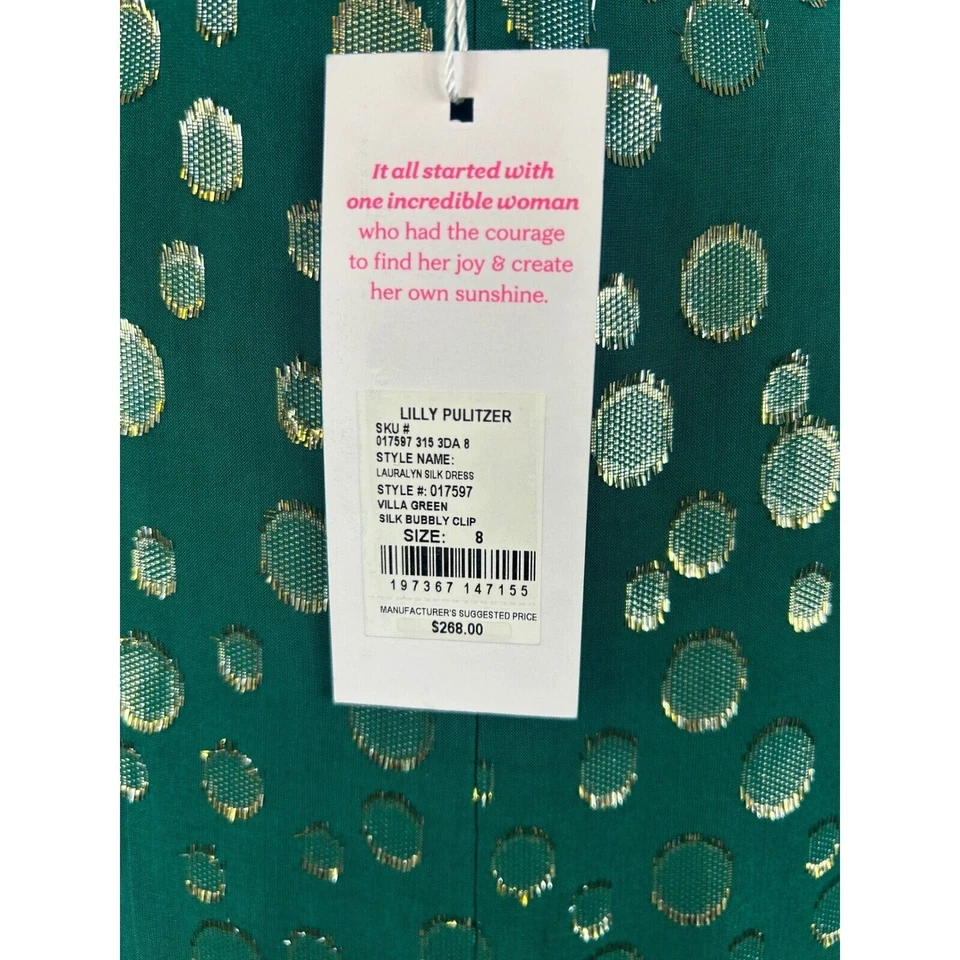 It all started with
one incredible woman
who had the courage
to find her joy & create
her own sunshine.
LILLY PULITZER
SKU #
017597 315 3DA 8
STYLE NAME:
LAURALYN SILK DRESS
STYLE #: 017597
VILLA GREEN
SILK BUBBLY CLIP
SIZE: 8
197367 147155
MANUFACTURER'S SUGGESTED PRICE
$268.00